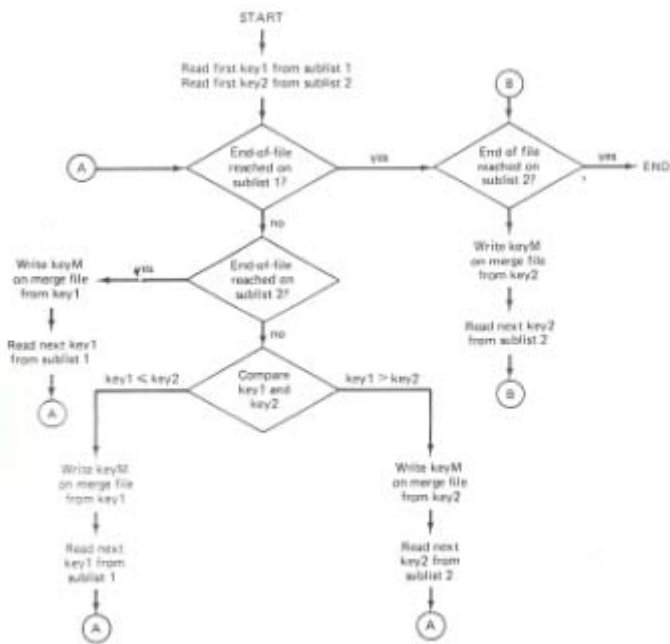 START
Read first key1 from sublist 1
Read first key2 from sublist 2
B
A
End-of-file
reached on
sublist 1?
yes
End of file
reached on
sublist 2?
yes
END
no
Write keyM
on merge file
from key1
yes
End-of-file
reached on
sublist 2?
Write keyM
on merge file
from key2
Read next key1
from sublist 1
no
Read next key2
from sublist 2
A
key1 ≤ key2
Compare
key1 and
key2
key1 > key2
B
Write keyM
on merge file
from key1
Write keyM
on merge file
from key2
Read next
key1 from
sublist 1
Read next
key2 from
sublist 2
A
A